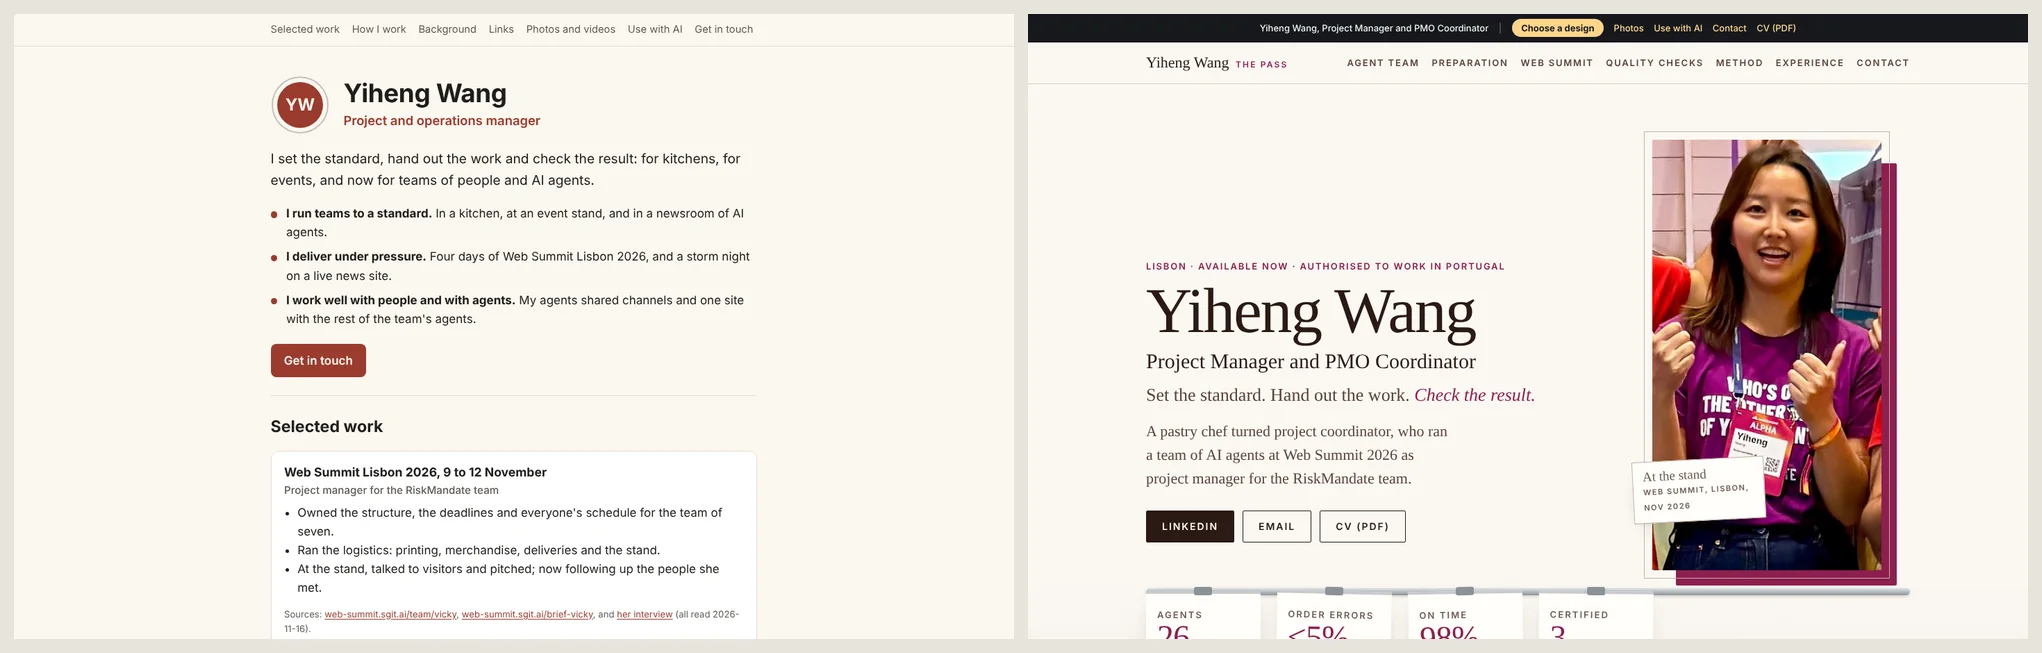 Selected work How I work Background Links Photos and videos Use with AI Get in touch
YW
Yiheng Wang
Project and operations manager
I set the standard, hand out the work and check the result: for kitchens, for
events, and now for teams of people and AI agents.
I run teams to a standard. In a kitchen, at an event stand, and in a newsroom of AI
agents.
I deliver under pressure. Four days of Web Summit Lisbon 2026, and a storm night
on a live news site.
I work well with people and with agents. My agents shared channels and one site
with the rest of the team's agents.
Get in touch
Selected work
Web Summit Lisbon 2026, 9 to 12 November
Project manager for the RiskMandate team
• Owned the structure, the deadlines and everyone's schedule for the team of
seven.
• Ran the logistics: printing, merchandise, deliveries and the stand.
• At the stand, talked to visitors and pitched; now following up the people she
met.
Sources: web-summit.sgit.ai/team/vicky, web-summit.sgit.ai/brief-vicky, and her interview (all read 2026-
11-16).
Yiheng Wang, Project Manager and PMO Coordinator | Choose a design Photos Use with AI Contact CV (PDF)
Yiheng Wang THE PASS
AGENT TEAM PREPARATION WEB SUMMIT QUALITY CHECKS METHOD EXPERIENCE CONTACT
LISBON · AVAILABLE NOW · AUTHORISED TO WORK IN PORTUGAL
Yiheng Wang
Project Manager and PMO Coordinator
Set the standard. Hand out the work. Check the result.
A pastry chef turned project coordinator, who ran
a team of AI agents at Web Summit 2026 as
project manager for the RiskMandate team.
LINKEDIN EMAIL CV (PDF)
WHO'S
THE
OF
ALPHA
Yiheng
At the stand
WEB SUMMIT, LISBON,
NOV 2026
AGENTS
26
ORDER ERRORS
<5%
ON TIME
98%
CERTIFIED
3